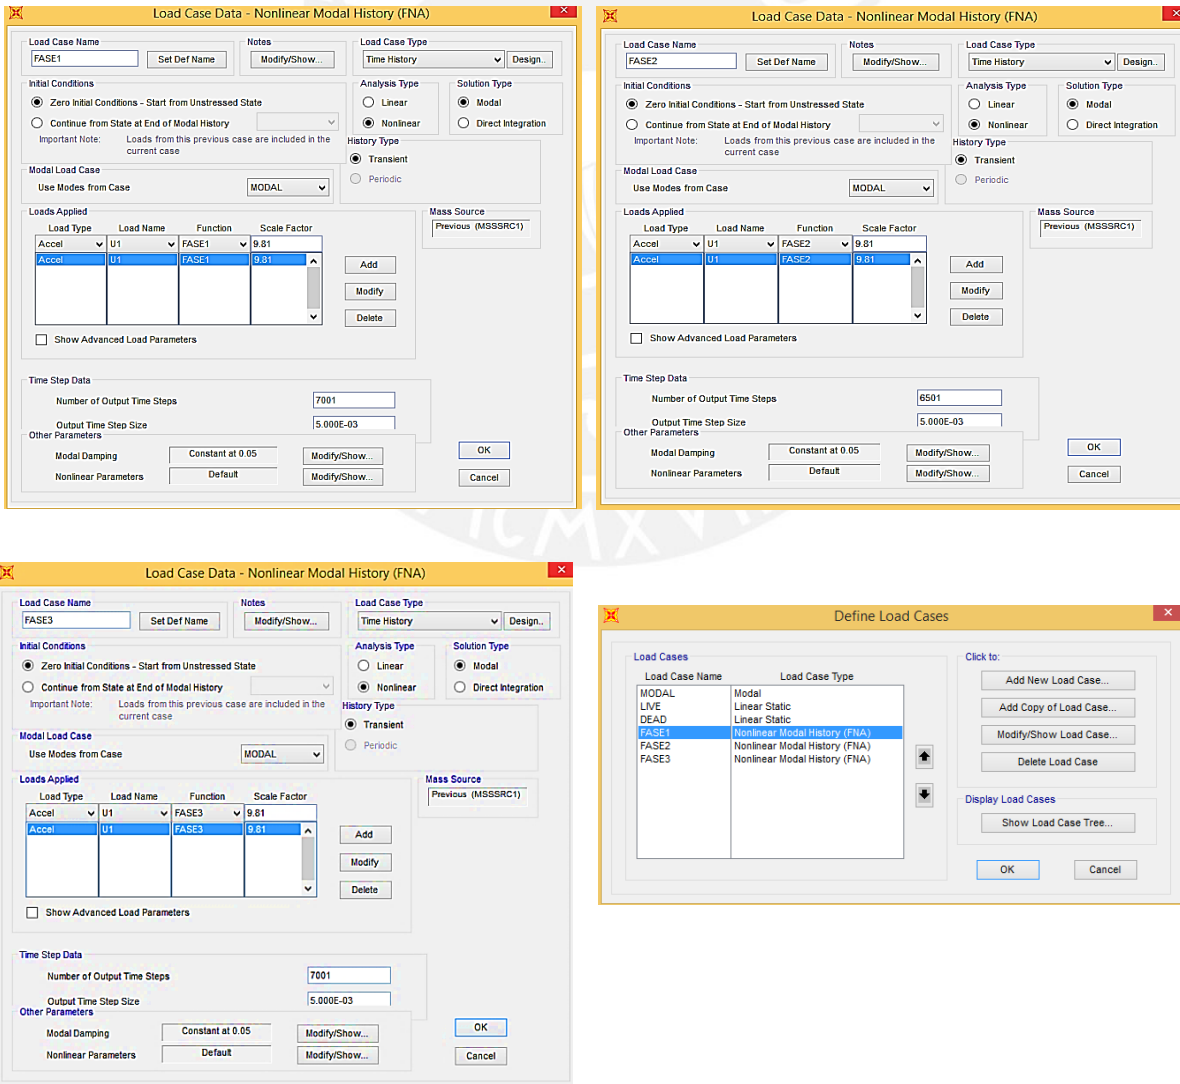 Load Case Data - Nonlinear Modal History (FNA)
Load Case Name
Notes
Load Case Type
FASE1
Set Def Name
Modify/Show...
Time History
Design..
Initial Conditions
Analysis Type
Solution Type
Zero Initial Conditions - Start from Unstressed State
Linear
Modal
Continue from State at End of Modal History
Nonlinear
Direct Integration
Important Note:
Loads from this previous case are included in the
current case
History Type
Transient
Periodic
Modal Load Case
Use Modes from Case
MODAL
Loads Applied
Mass Source
Previous (MSSSRC1)
Load Type
Load Name
Function
Scale Factor
Accel
U1
FASE1
9.81
Accel
U1
FASE1
9.81
Add
Modify
Delete
Show Advanced Load Parameters
Time Step Data
Number of Output Time Steps
7001
Output Time Step Size
5.000E-03
Other Parameters
Modal Damping
Constant at 0.05
Modify/Show...
Nonlinear Parameters
Default
Modify/Show...
OK
Cancel
Load Case Data - Nonlinear Modal History (FNA)
Load Case Name
Notes
Load Case Type
FASE2
Set Def Name
Modify/Show...
Time History
Design..
Initial Conditions
Analysis Type
Solution Type
Zero Initial Conditions - Start from Unstressed State
Linear
Modal
Continue from State at End of Modal History
Nonlinear
Direct Integration
Important Note:
Loads from this previous case are included in the
current case
History Type
Transient
Periodic
Modal Load Case
Use Modes from Case
MODAL
Loads Applied
Mass Source
Previous (MSSSRC1)
Load Type
Load Name
Function
Scale Factor
Accel
U1
FASE2
9.81
Accel
U1
FASE2
9.81
Add
Modify
Delete
Show Advanced Load Parameters
Time Step Data
Number of Output Time Steps
6501
Output Time Step Size
5.000E-03
Other Parameters
Modal Damping
Constant at 0.05
Modify/Show...
Nonlinear Parameters
Default
Modify/Show...
OK
Cancel
Load Case Data - Nonlinear Modal History (FNA)
Load Case Name
Notes
Load Case Type
FASE3
Set Def Name
Modify/Show...
Time History
Design..
Initial Conditions
Analysis Type
Solution Type
Zero Initial Conditions - Start from Unstressed State
Linear
Modal
Continue from State at End of Modal History
Nonlinear
Direct Integration
Important Note:
Loads from this previous case are included in the
current case
History Type
Transient
Periodic
Modal Load Case
Use Modes from Case
MODAL
Loads Applied
Mass Source
Previous (MSSSRC1)
Load Type
Load Name
Function
Scale Factor
Accel
U1
FASE3
9.81
Accel
U1
FASE3
9.81
Add
Modify
Delete
Show Advanced Load Parameters
Time Step Data
Number of Output Time Steps
7001
Output Time Step Size
5.000E-03
Other Parameters
Modal Damping
Constant at 0.05
Modify/Show...
Nonlinear Parameters
Default
Modify/Show...
OK
Cancel
Define Load Cases
Load Cases
Load Case Name
Load Case Type
MODAL
Modal
LIVE
Linear Static
DEAD
Linear Static
FASE1
Nonlinear Modal History (FNA)
FASE2
Nonlinear Modal History (FNA)
FASE3
Nonlinear Modal History (FNA)
Click to:
Add New Load Case...
Add Copy of Load Case...
Modify/Show Load Case...
Delete Load Case
Display Load Cases
Show Load Case Tree...
OK
Cancel